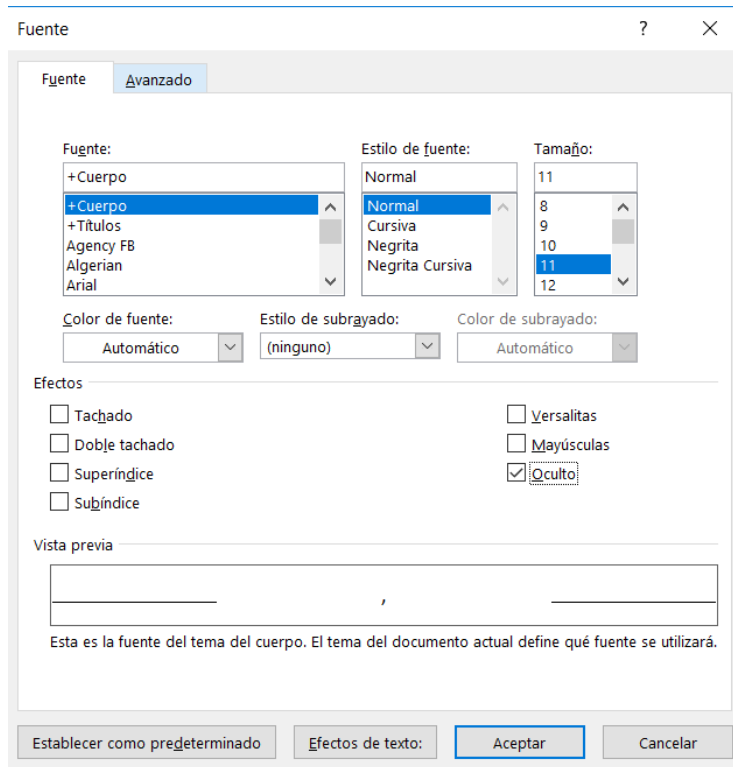 Fuente ?
Fuente Avanzado
Fuente: Estilo de fuente: Tamaño:
+Cuerpo Normal 11
+Cuerpo Normal 8
+Títulos Cursiva 9
Agency FB Negrita 10
Algerian Negrita Cursiva 11
Arial 12
Color de fuente: Estilo de subrayado: Color de subrayado:
Automático (ninguno) Automático
Efectos
Tachado Versalitas
Doble tachado Mayúsculas
Superíndice Oculto
Subíndice
Vista previa
,
Esta es la fuente del tema del cuerpo. El tema del documento actual define qué fuente se utilizará.
Establecer como predeterminado Efectos de texto: Aceptar Cancelar